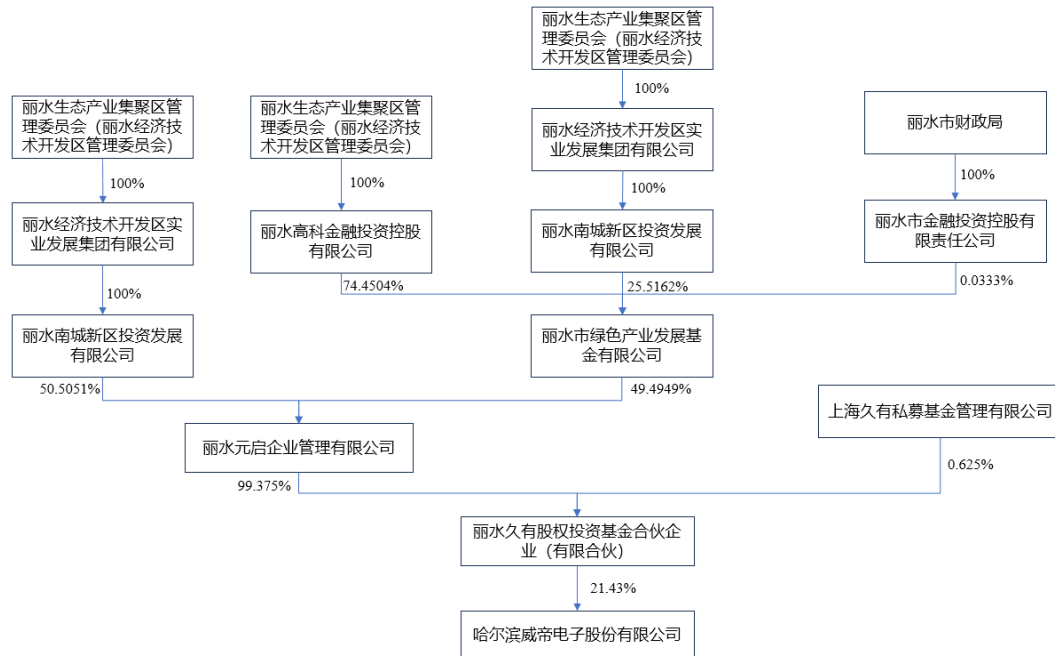 丽水生态产业集聚区
管理委员会（丽水经济技
术开发区管理委员会）
100%
丽水生态产业集聚区管
理委员会（丽水经济技
术开发区管理委员会）
丽水生态产业集聚区管
理委员会（丽水经济技
术开发区管理委员会）
丽水经济技术开发区实
业发展集团有限公司
丽水市财政局
100%
100%
100%
100%
丽水经济技术开发区实
业发展集团有限公司
丽水高科金融投资控股
有限公司
丽水南城新区投资发展
有限公司
丽水市金融投资控股有
限责任公司
100%
74.4504%
25.5162%
0.0333%
丽水南城新区投资发展
有限公司
丽水市绿色产业发展基
金有限公司
50.5051%
49.4949%
上海久有私募基金管理有限公司
丽水元启企业管理有限公司
99.375%
0.625%
丽水久有股权投资基金合伙企
业（有限合伙）
21.43%
哈尔滨威帝电子股份有限公司